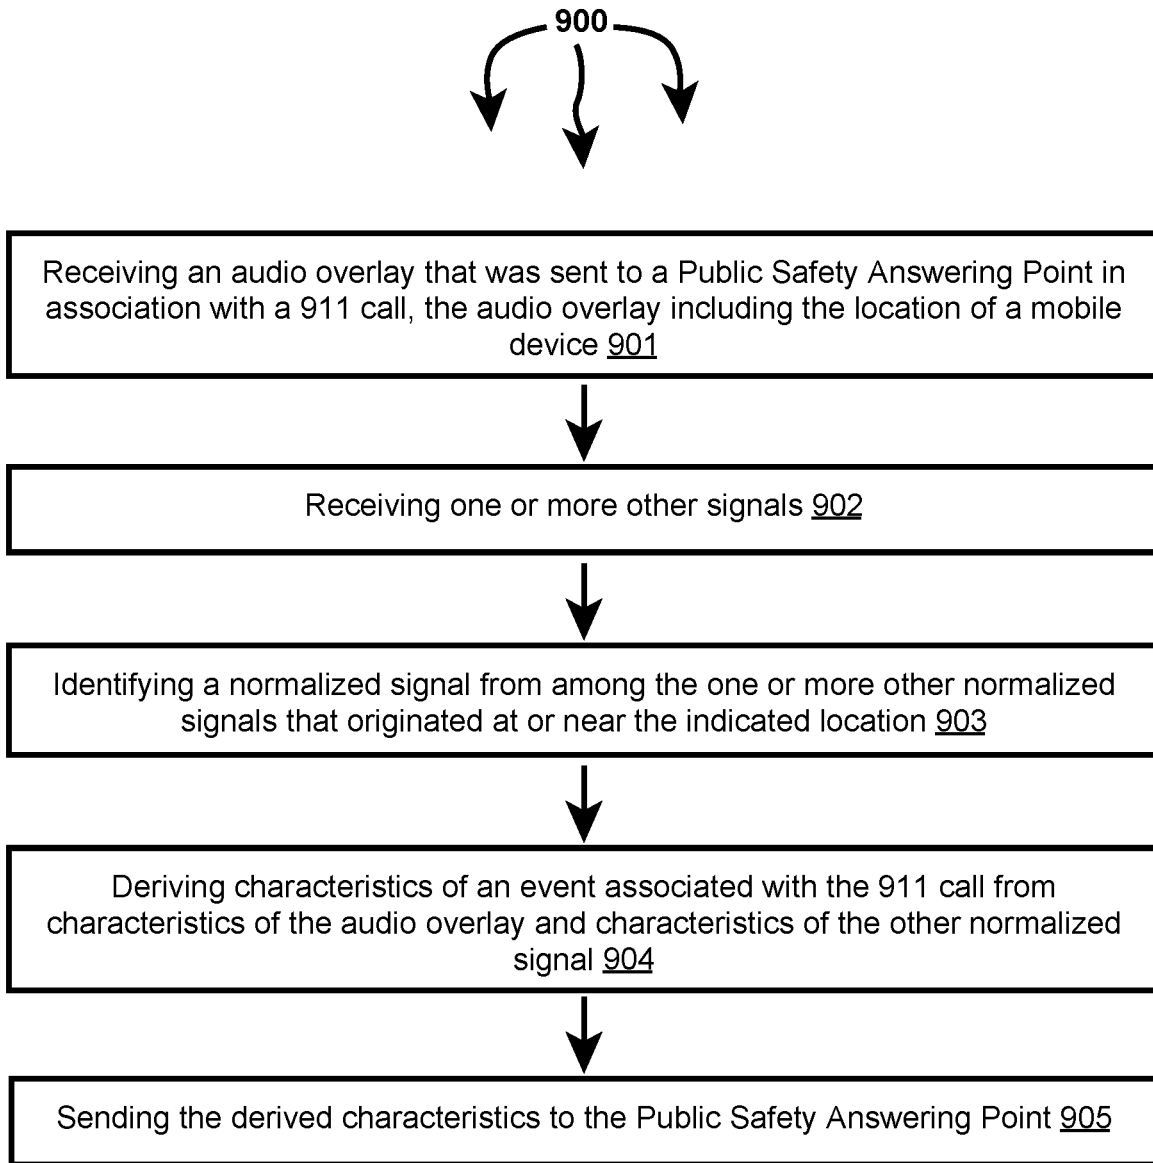 900
Receiving an audio overlay that was sent to a Public Safety Answering Point in
association with a 911 call, the audio overlay including the location of a mobile
device 901
Receiving one or more other signals 902
Identifying a normalized signal from among the one or more other normalized
signals that originated at or near the indicated location 903
Deriving characteristics of an event associated with the 911 call from
characteristics of the audio overlay and characteristics of the other normalized
signal 904
Sending the derived characteristics to the Public Safety Answering Point 905